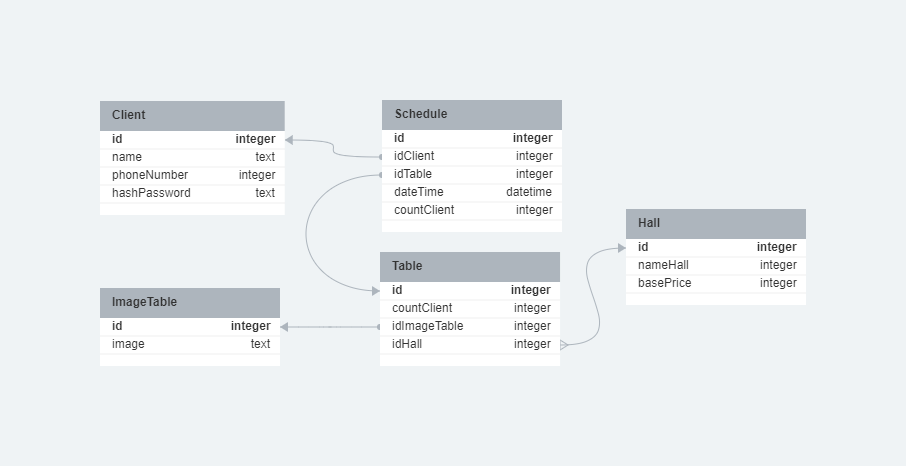 Client
id integer
name text
phoneNumber integer
hashPassword text
Schedule
id integer
idClient integer
idTable integer
dateTime datetime
countClient integer
Hall
id integer
nameHall integer
basePrice integer
Table
id integer
countClient integer
idImageTable integer
idHall integer
ImageTable
id integer
image text